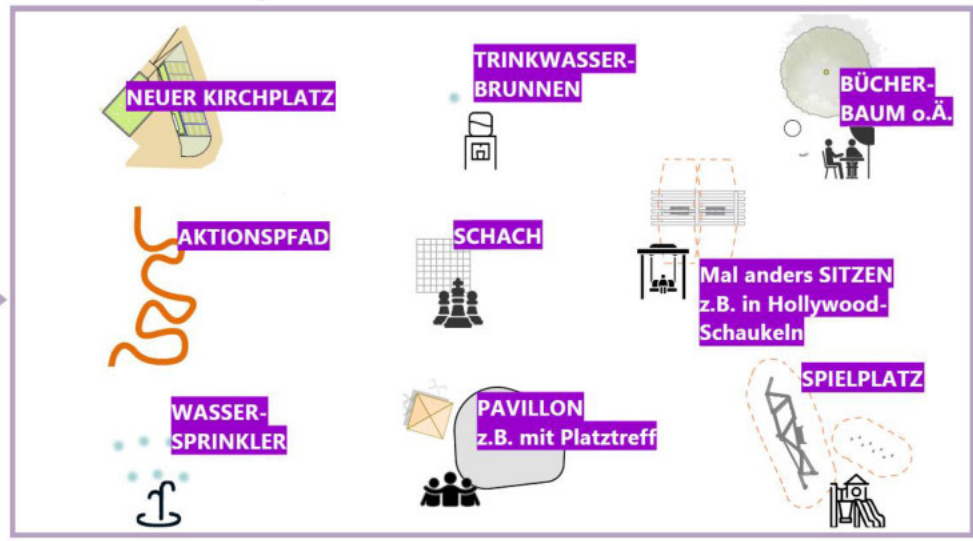 NEUER KIRCHPLATZ
TRINKWASSER-
BRUNNEN
BÜCHER-
BAUM o.Ä.
AKTIONSPFAD
SCHACH
Mal anders SITZEN
z.B. in Hollywood-
Schaukeln
WASSER-
SPRINKLER
PAVILLON
z.B. mit Platztreff
SPIELPLATZ